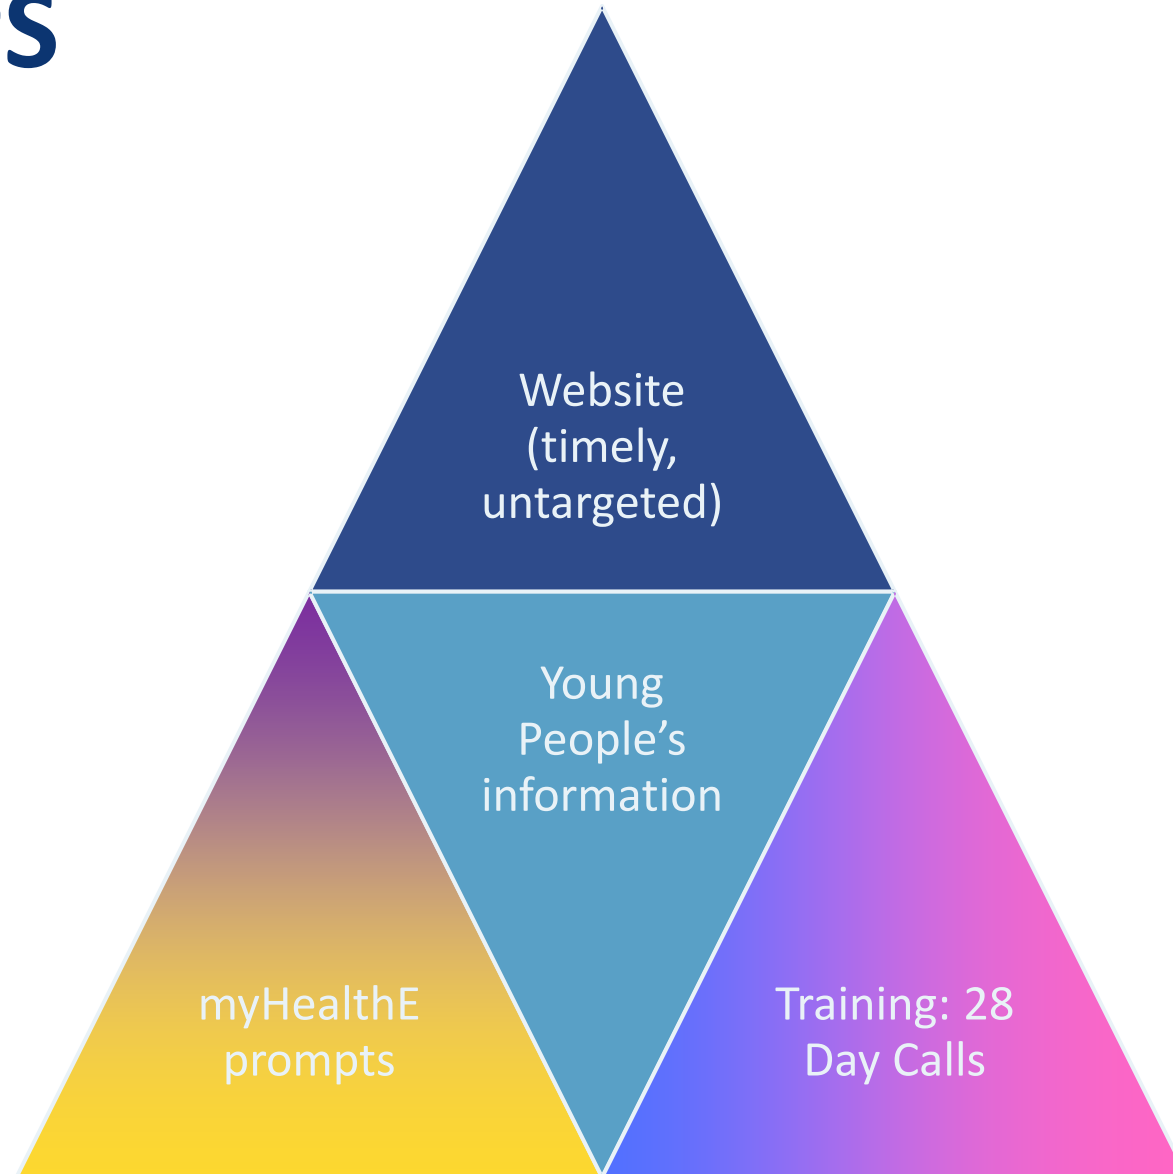 Website
(timely,
untargeted)
Young
People’s
information
myHealthE
prompts
Training: 28
Day Calls